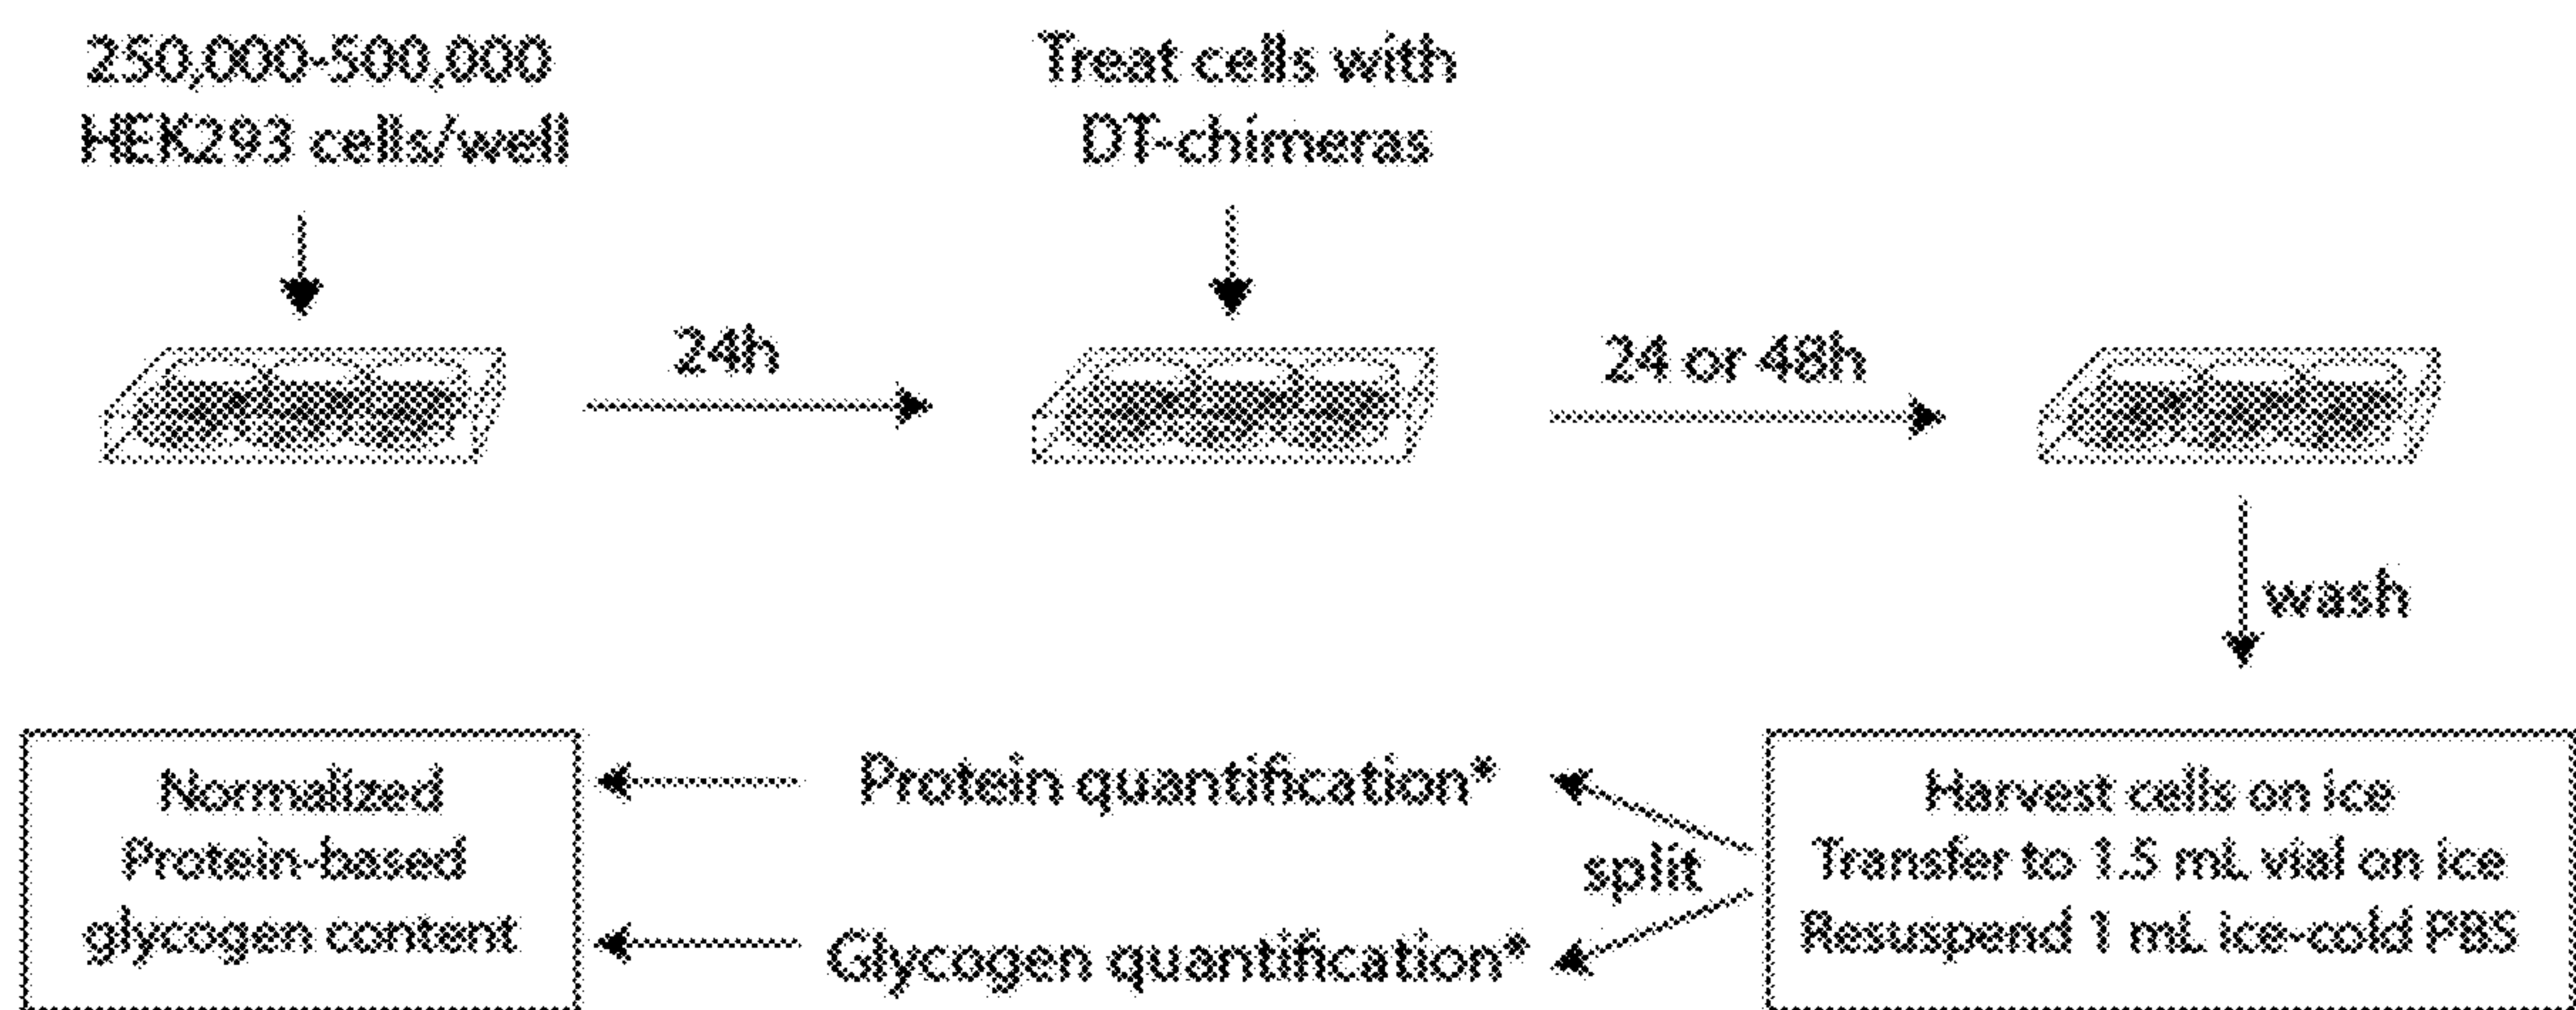 250,000-500,000
HEK293 cells/well
Treat cells with
DT-chimeras
24h
24 or 48h
wash
Harvest cells on ice
Transfer to 1.5 mL vial on ice
Resuspend 1 mL ice-cold PBS
split
Protein quantification*
Glycogen quantification*
Normalized
Protein-based
glycogen content